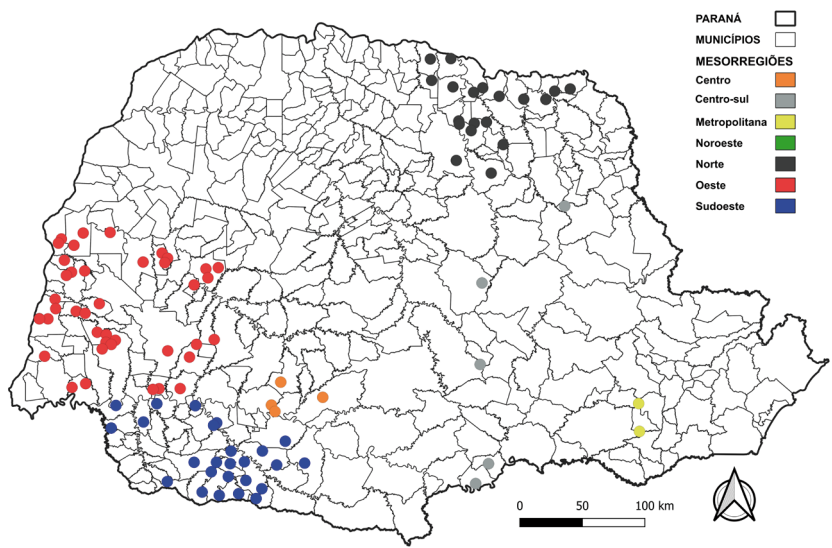 PARANÁ
MUNICÍPIOS
MESORREGIÕES
Centro
Centro-sul
Metropolitana
Noroeste
Norte
Oeste
Sudoeste
0 50 100 km